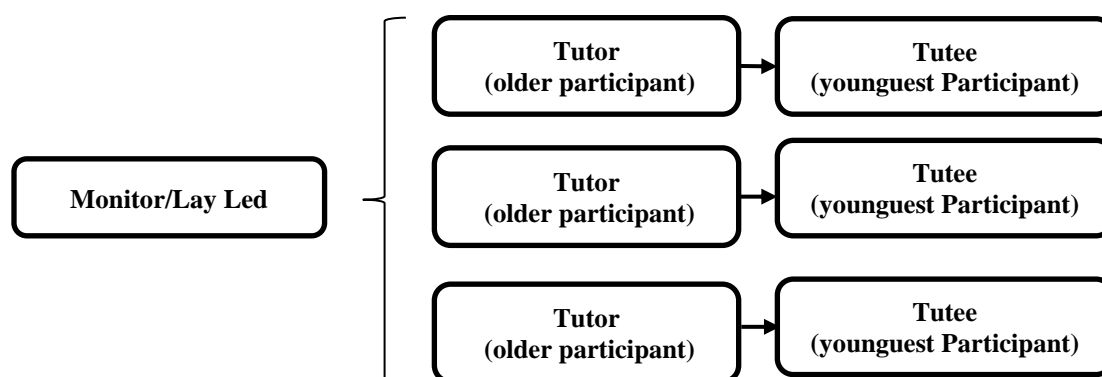 Tutor
(older participant)
Tutee
(younguest Participant)
Monitor/Lay Led
Tutor
(older participant)
Tutee
(younguest Participant)
Tutor
(older participant)
Tutee
(younguest Participant)